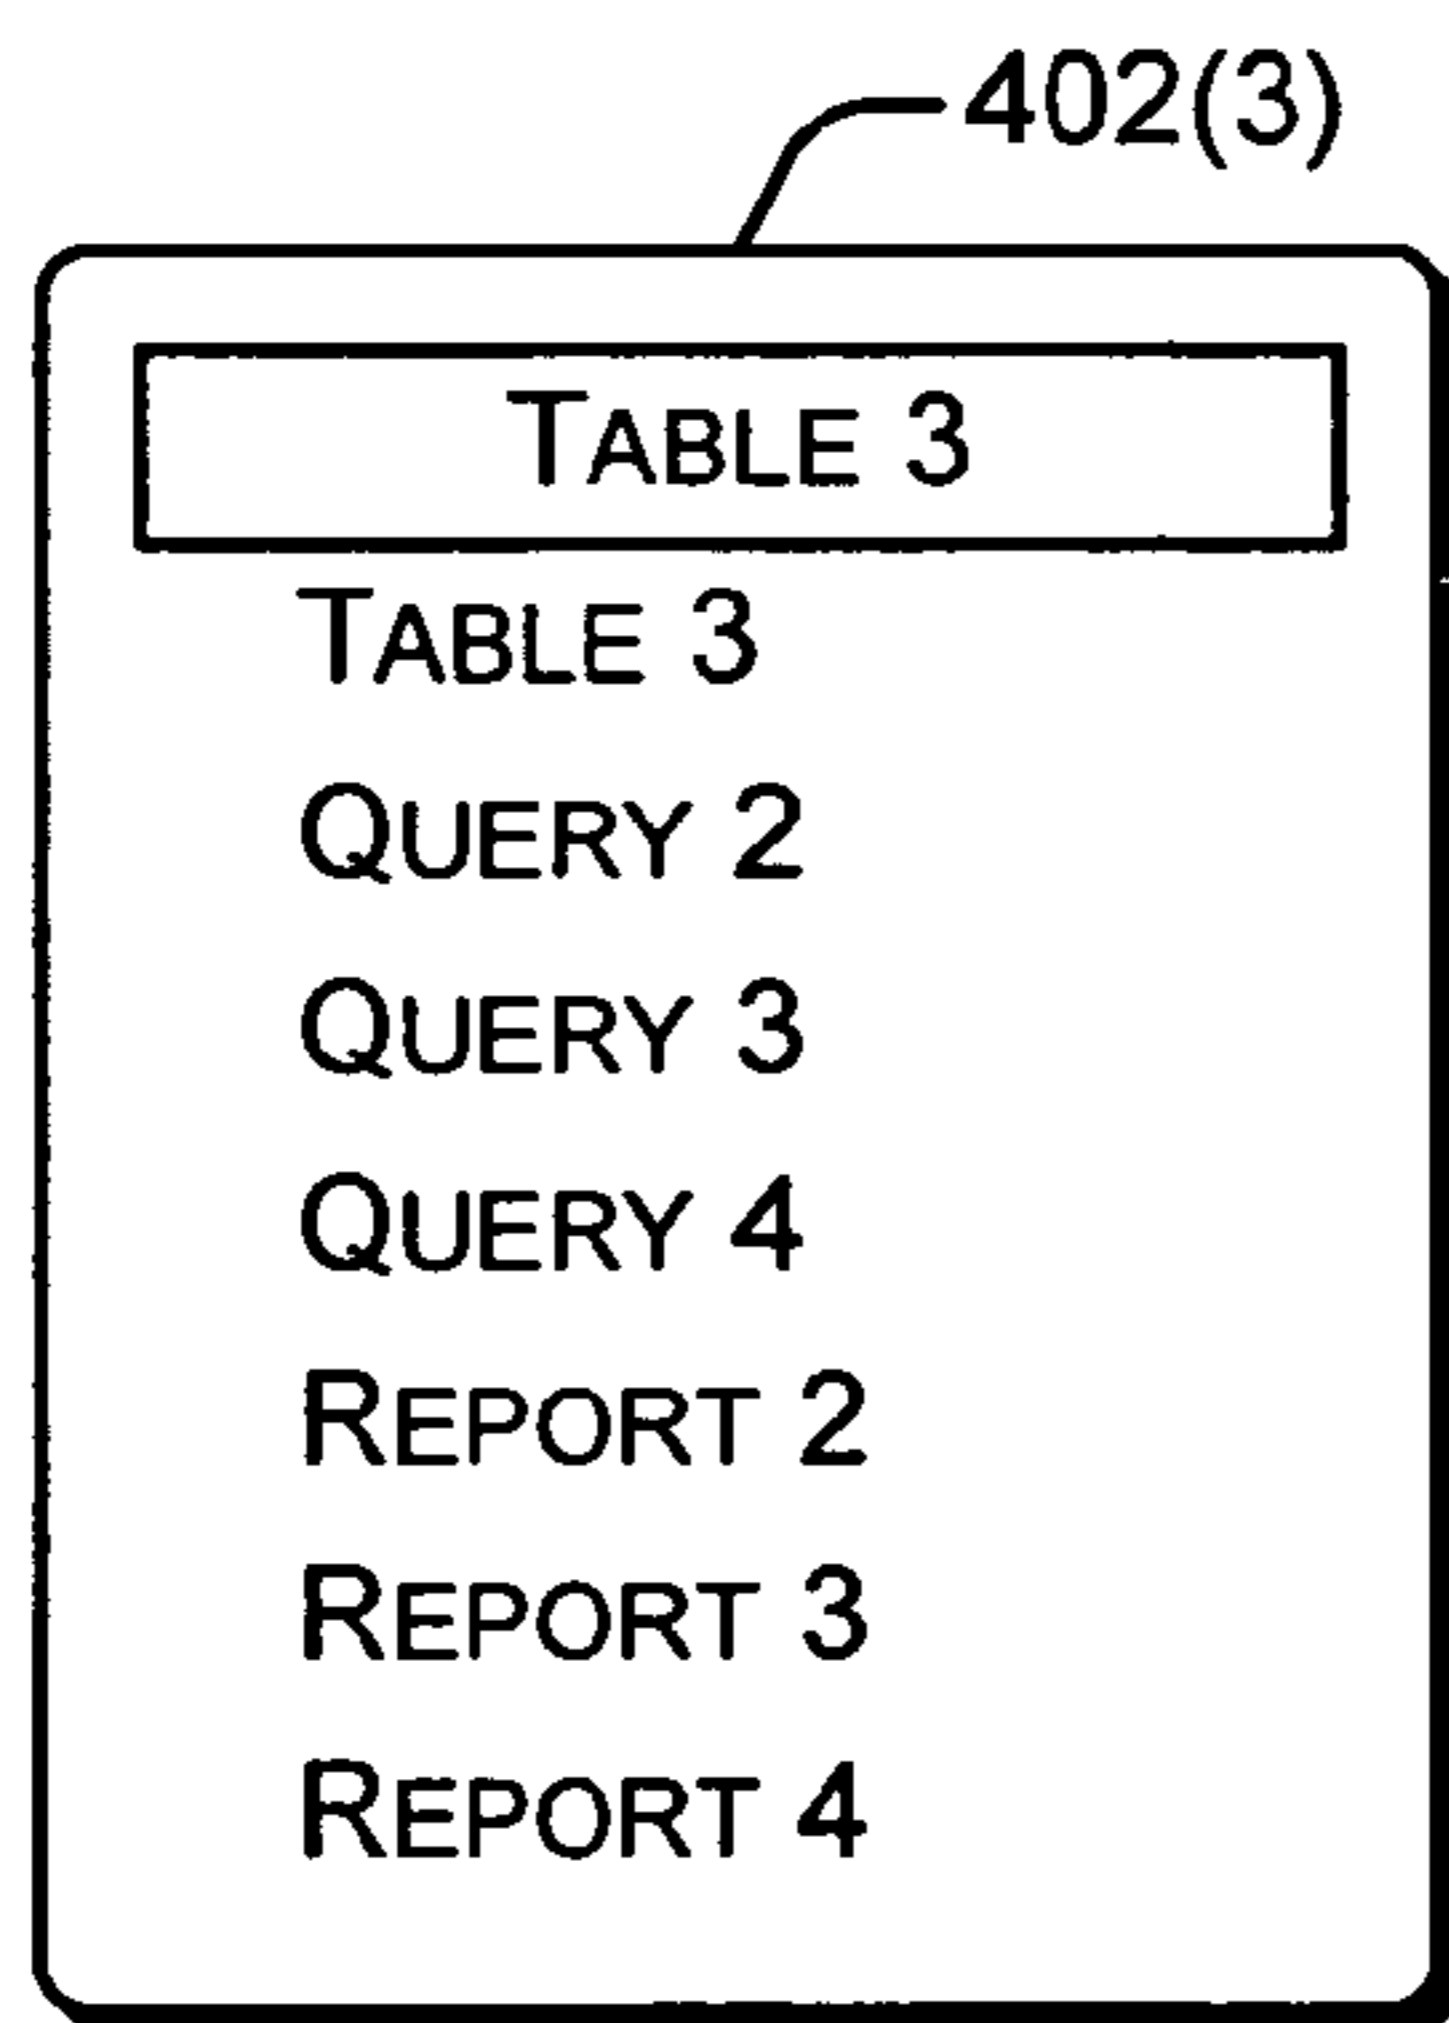 402(3)
TABLE 3
TABLE 3
QUERY 2
QUERY 3
QUERY 4
REPORT 2
REPORT 3
REPORT 4